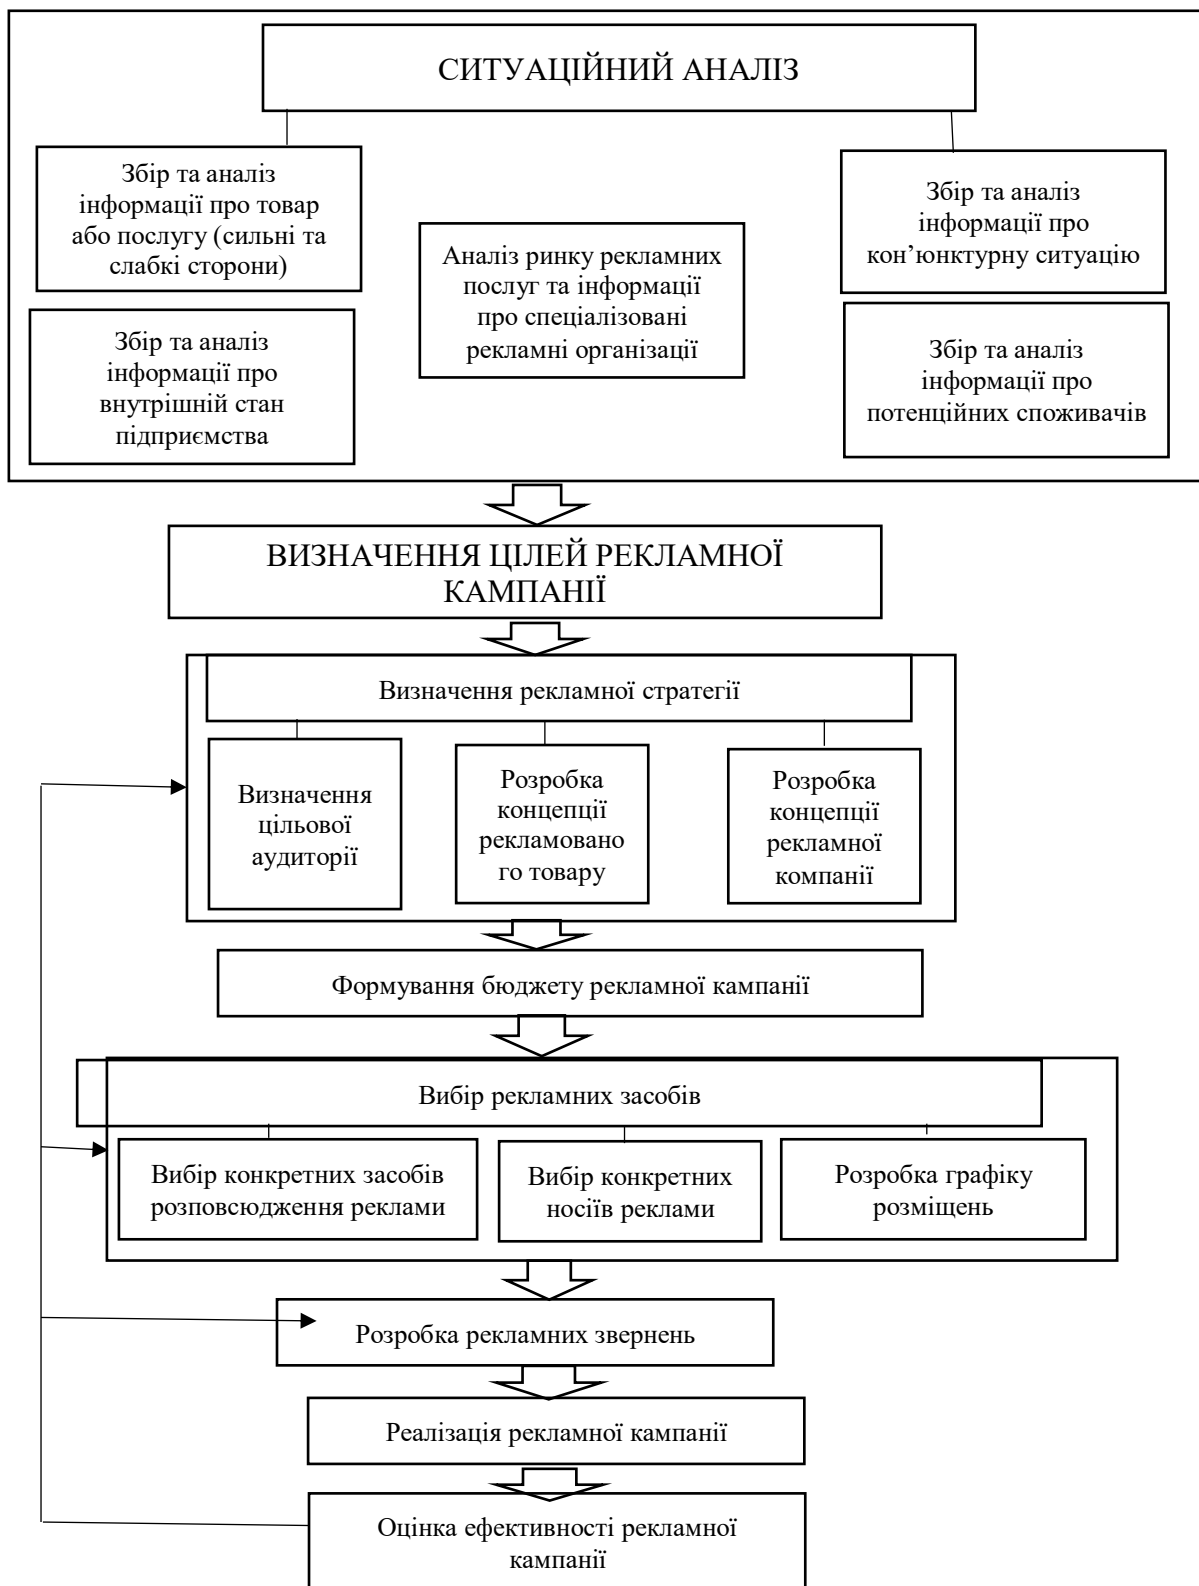 СИТУАЦІЙНИЙ АНАЛІЗ
Збір та аналіз
інформації про товар
або послугу (сильні та
слабкі сторони)
Збір та аналіз
інформації про
внутрішній стан
підприємства
Аналіз ринку рекламних
послуг та інформації
про спеціалізовані
рекламні організації
Збір та аналіз
інформації про
кон’юнктурну ситуацію
Збір та аналіз
інформації про
потенційних споживачів
ВИЗНАЧЕННЯ ЦІЛЕЙ РЕКЛАМНОЇ
КАМПАНІЇ
Визначення рекламної стратегії
Визначення
цільової
аудиторії
Розробка
концепції
рекламовано
го товару
Розробка
концепції
рекламної
компанії
Формування бюджету рекламної кампанії
Вибір рекламних засобів
Вибір конкретних засобів
розповсюдження реклами
Вибір конкретних
носіїв реклами
Розробка графіку
розміщень
Розробка рекламних звернень
Реалізація рекламної кампанії
Оцінка ефективності рекламної
кампанії